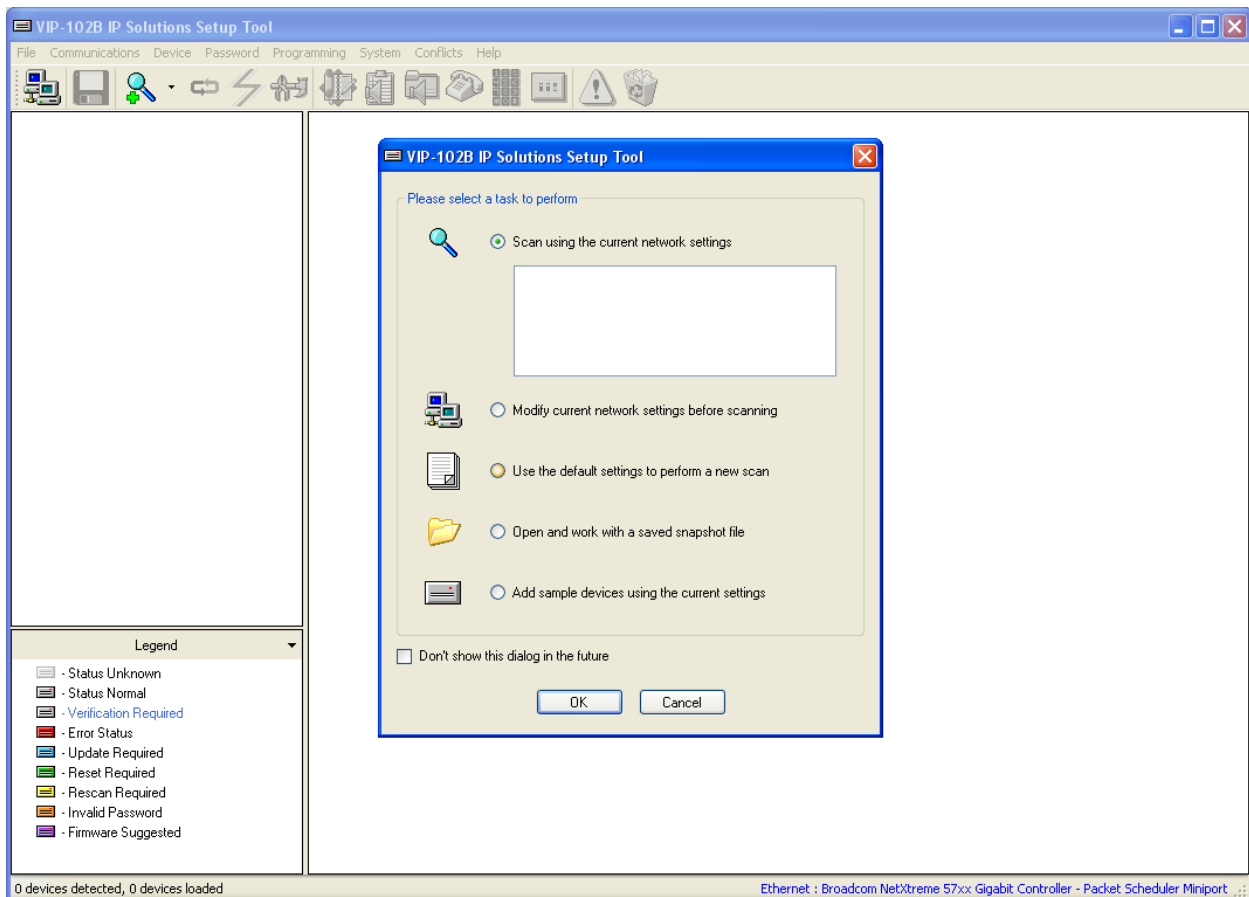 VIP-102B IP Solutions Setup Tool
File Communications Device Password Programming System Conflicts Help
VIP-102B IP Solutions Setup Tool
Please select a task to perform
Scan using the current network settings
Modify current network settings before scanning
Use the default settings to perform a new scan
Open and work with a saved snapshot file
Add sample devices using the current settings
Don't show this dialog in the future
OK Cancel
Legend
- Status Unknown
- Status Normal
- Verification Required
- Error Status
- Update Required
- Reset Required
- Rescan Required
- Invalid Password
- Firmware Suggested
0 devices detected, 0 devices loaded
Ethernet : Broadcom NetXtreme 57xx Gigabit Controller - Packet Scheduler Miniport